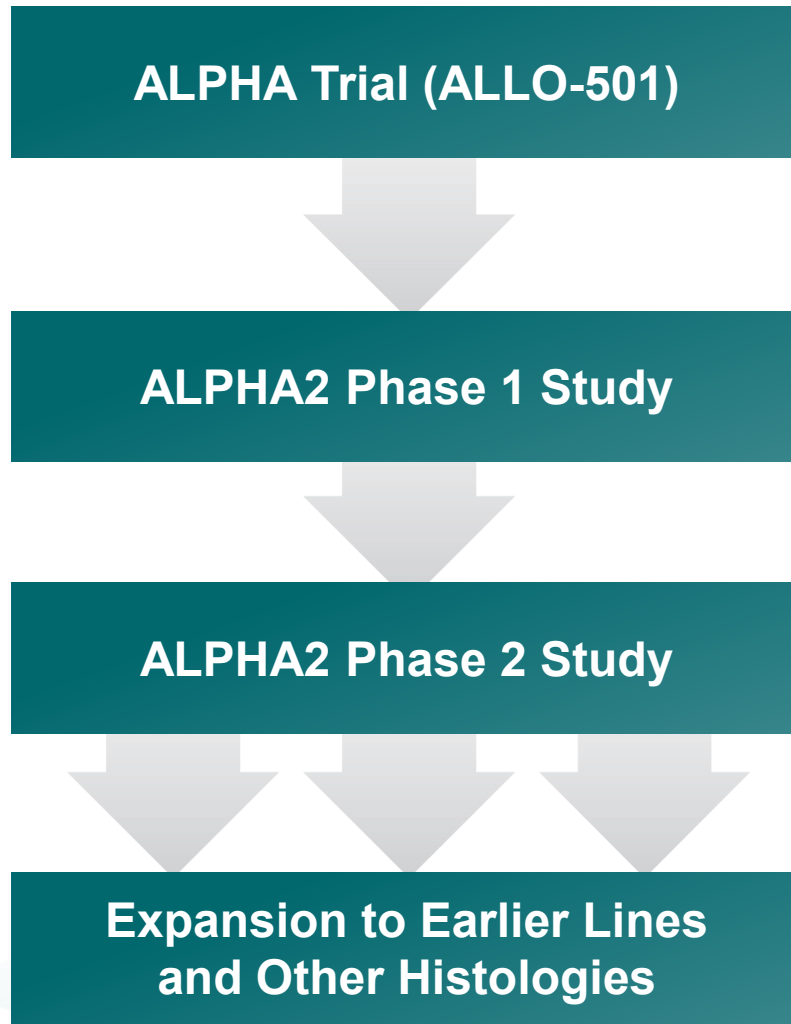 ALPHA Trial (ALLO-501)
ALPHA2 Phase 1 Study
ALPHA2 Phase 2 Study
Expansion to Earlier Lines
and Other Histologies